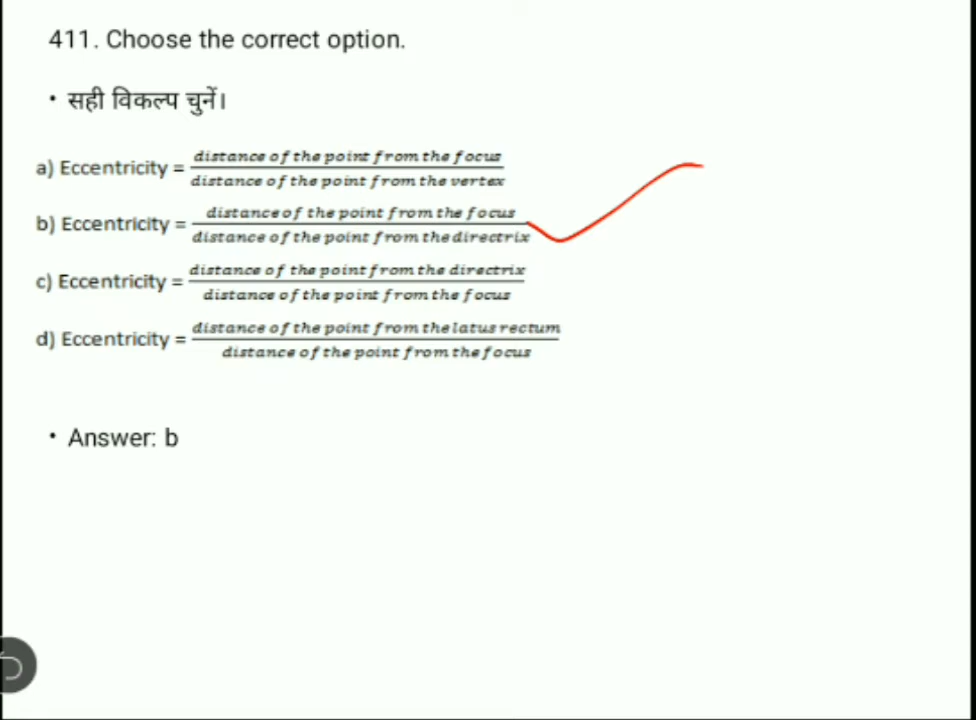 411. Choose the correct option.
• सही विकल्प चुनें।
a) Eccentricity = distance of the point from the focus / distance of the point from the vertex
b) Eccentricity = distance of the point from the focus / distance of the point from the directrix
c) Eccentricity = distance of the point from the directrix / distance of the point from the focus
d) Eccentricity = distance of the point from the latus rectum / distance of the point from the focus
• Answer: b